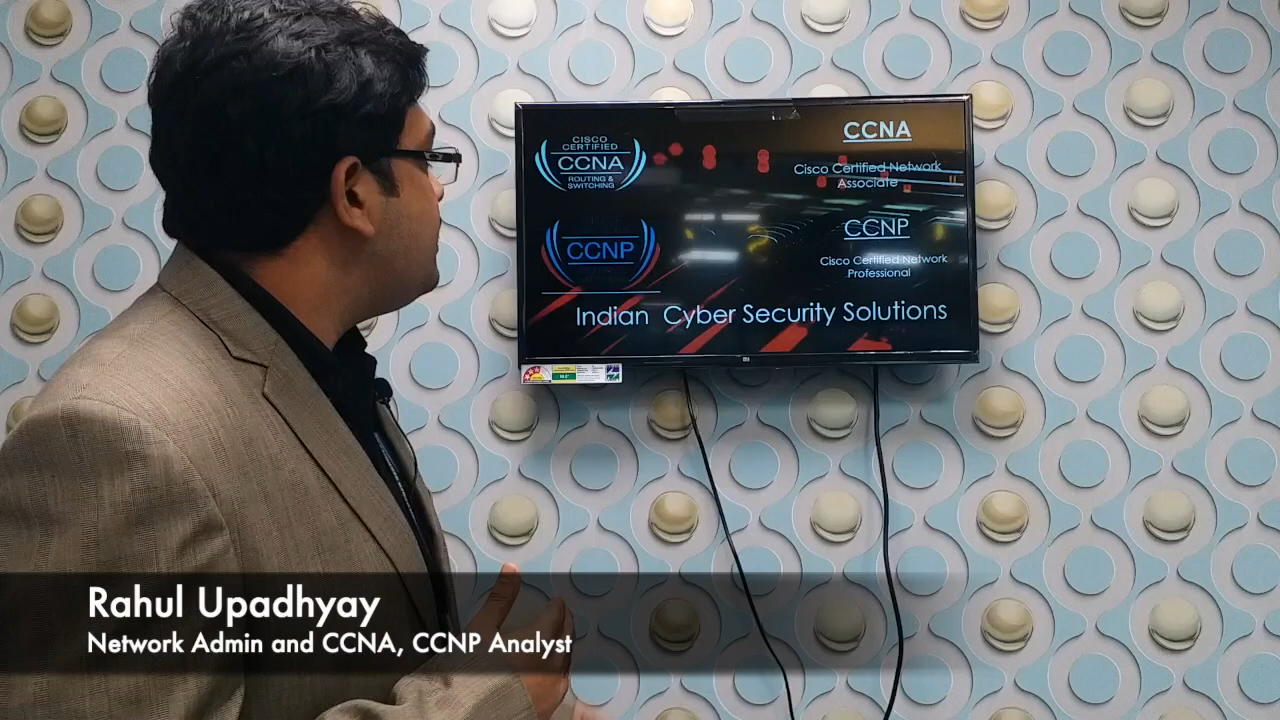 CISCO
CERTIFIED
CCNA
ROUTING &
SWITCHING
CCNA
Cisco Certified Network
Associate
CCNP
CCNP
Cisco Certified Network
Professional
Indian Cyber Security Solutions
mi
Rahul Upadhyay
Network Admin and CCNA, CCNP Analyst